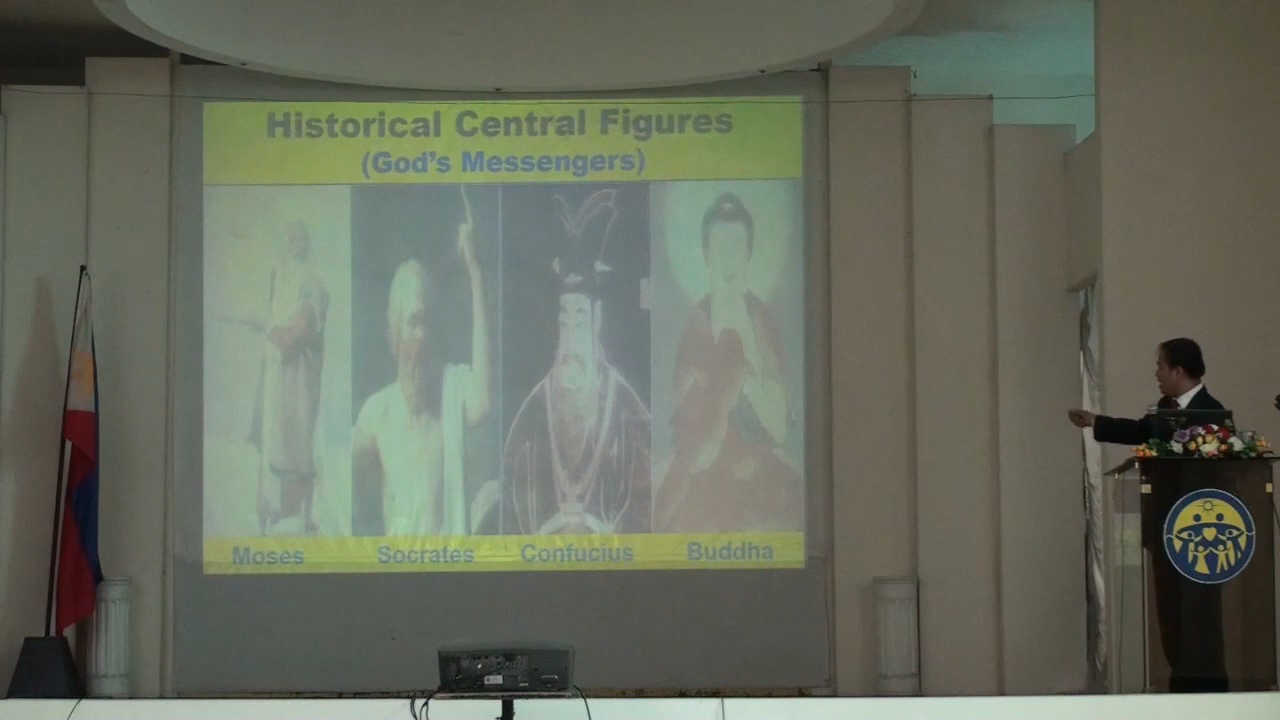 Historical Central Figures
(God's Messengers)
Moses Socrates Confucius Buddha